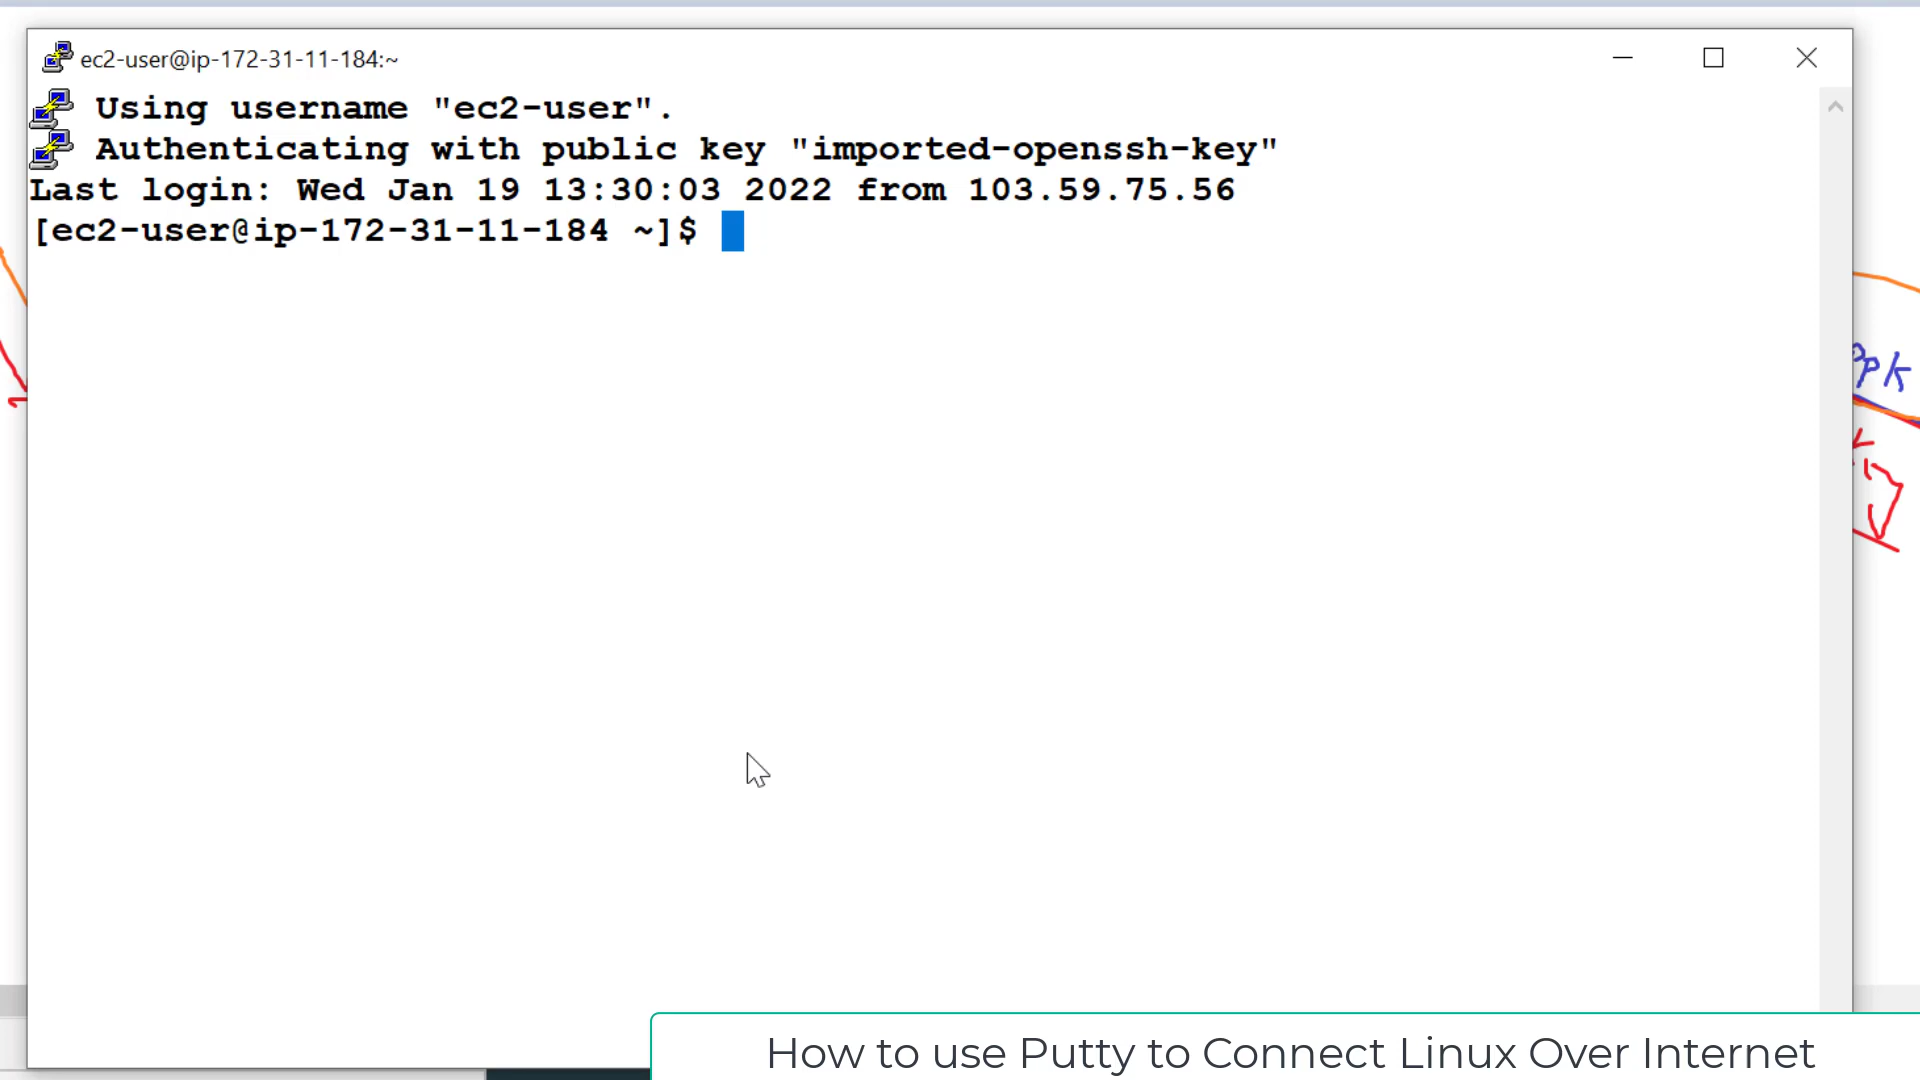 ec2-user@ip-172-31-11-184:~
Using username "ec2-user".
Authenticating with public key "imported-openssh-key"
Last login: Wed Jan 19 13:30:03 2022 from 103.59.75.56
[ec2-user@ip-172-31-11-184 ~]$
ppk
How to use Putty to Connect Linux Over Internet